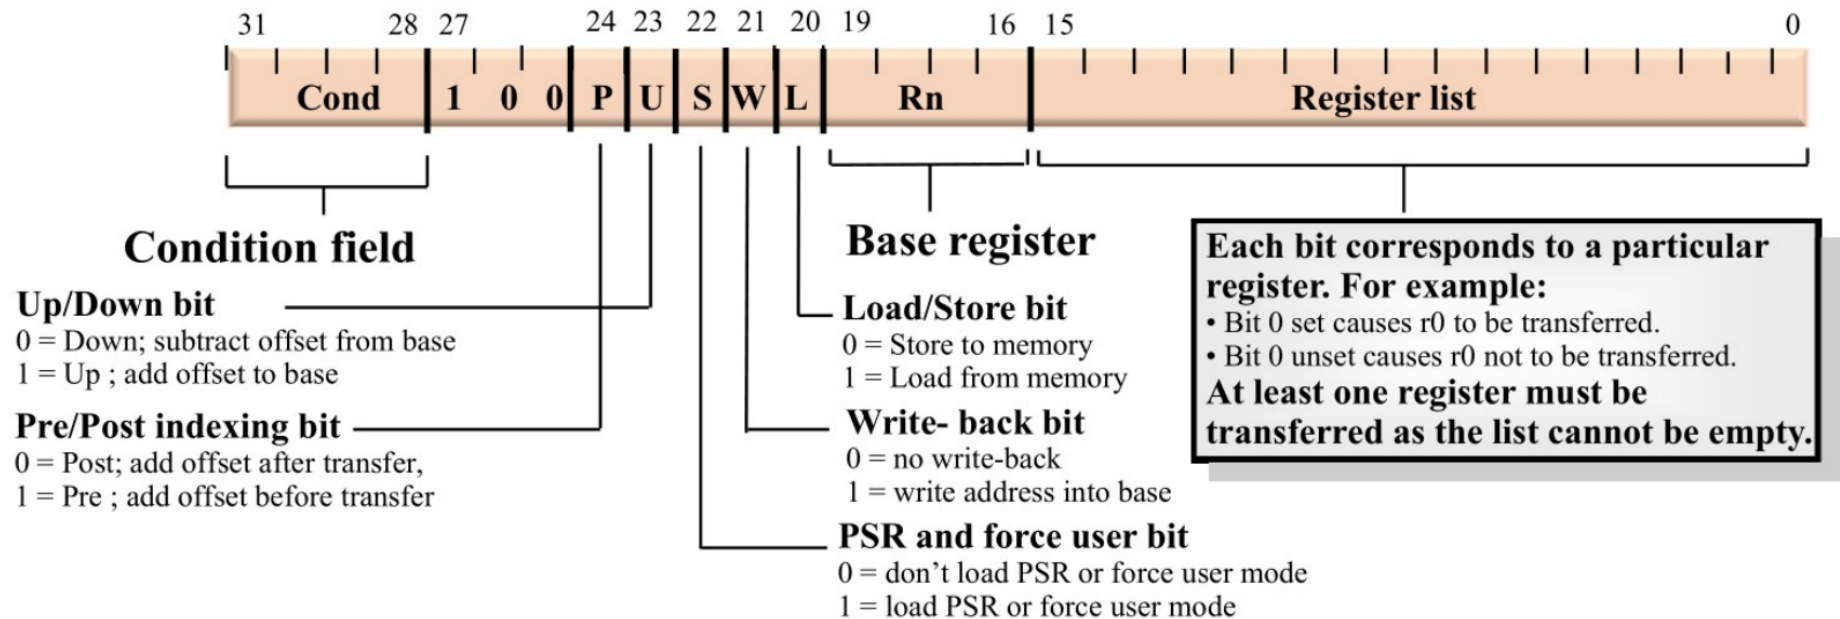 31 28 27 24 23 22 21 20 19 16 15 0
Cond 1 0 0 P U S W L Rn Register list
Condition field
Up/Down bit
0 = Down; subtract offset from base
1 = Up ; add offset to base
Pre/Post indexing bit
0 = Post; add offset after transfer,
1 = Pre ; add offset before transfer
Base register
Load/Store bit
0 = Store to memory
1 = Load from memory
Write- back bit
0 = no write-back
1 = write address into base
PSR and force user bit
0 = don’t load PSR or force user mode
1 = load PSR or force user mode
Each bit corresponds to a particular
register. For example:
• Bit 0 set causes r0 to be transferred.
• Bit 0 unset causes r0 not to be transferred.
At least one register must be
transferred as the list cannot be empty.